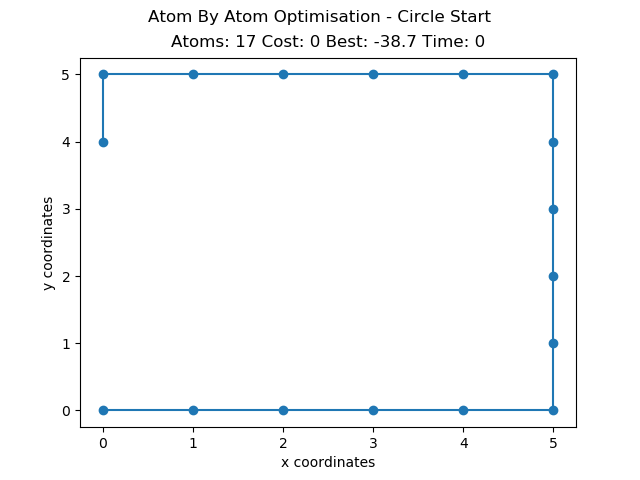 Atom By Atom Optimisation - Circle Start
Atoms: 17 Cost: 0 Best: -38.7 Time: 0
5
4
3
2
1
0
y coordinates
0 1 2 3 4 5
x coordinates